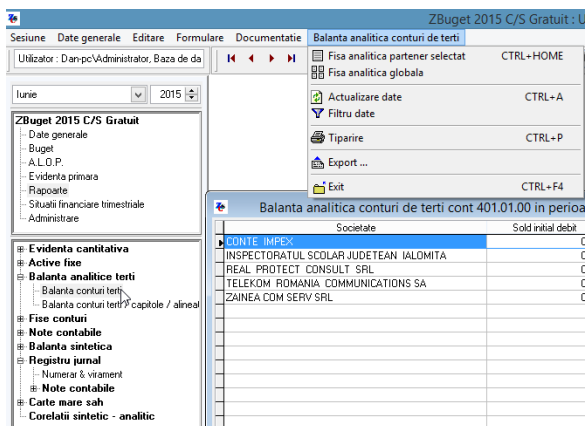 ZBuget 2015 C/S Gratuit : U
Sesiune Date generale Editare Formulare Documentatie Balanta analitica conturi de terti
Utilizator : Dan-pc\Administrator, Baza de da
Fisa analitica partener selectat CTRL+HOME
Fisa analitica globala
Actualizare date CTRL+A
Filtru date
Tiparire CTRL+P
Export ...
Exit CTRL+F4
Iunie 2015
ZBuget 2015 C/S Gratuit
Date generale
Buget
A.L.O.P.
Evidenta primara
Rapoarte
Situatii financiare trimestriale
Administrare
Evidenta cantitativa
Active fixe
Balanta analitice terti
Balanta conturi terti
Balanta conturi terti / capitole / alineat
Fise conturi
Note contabile
Balanta sintetica
Registru jurnal
Numerar & virament
Note contabile
Carte mare sah
Corelatii sintetic - analitic
Balanta analitica conturi de terti cont 401.01.00 in perioa
Societate Sold initial debit
CONTE IMPEX
INSPECTORATUL SCOLAR JUDETEAN IALOMITA
REAL PROTECT CONSULT SRL
TELEKOM ROMANIA COMMUNICATIONS SA
ZAINEA COM SERV SRL